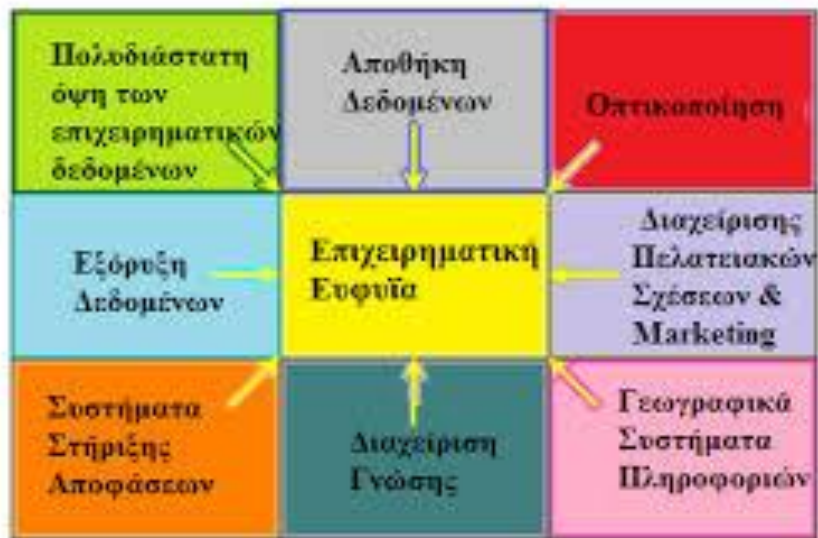 Πολυδιάστατη
όψη των
επιχειρηματικών
δεδομένων
Αποθήκη
Δεδομένων
Οπτικοποίηση
Εξόρυξη
Δεδομένων
Επιχειρηματική
Ευφυΐα
Διαχείρισης
Πελατειακών
Σχέσεων &
Marketing
Συστήματα
Στήριξης
Αποφάσεων
Διαχείριση
Γνώσης
Γεωγραφικά
Συστήματα
Πληροφοριών